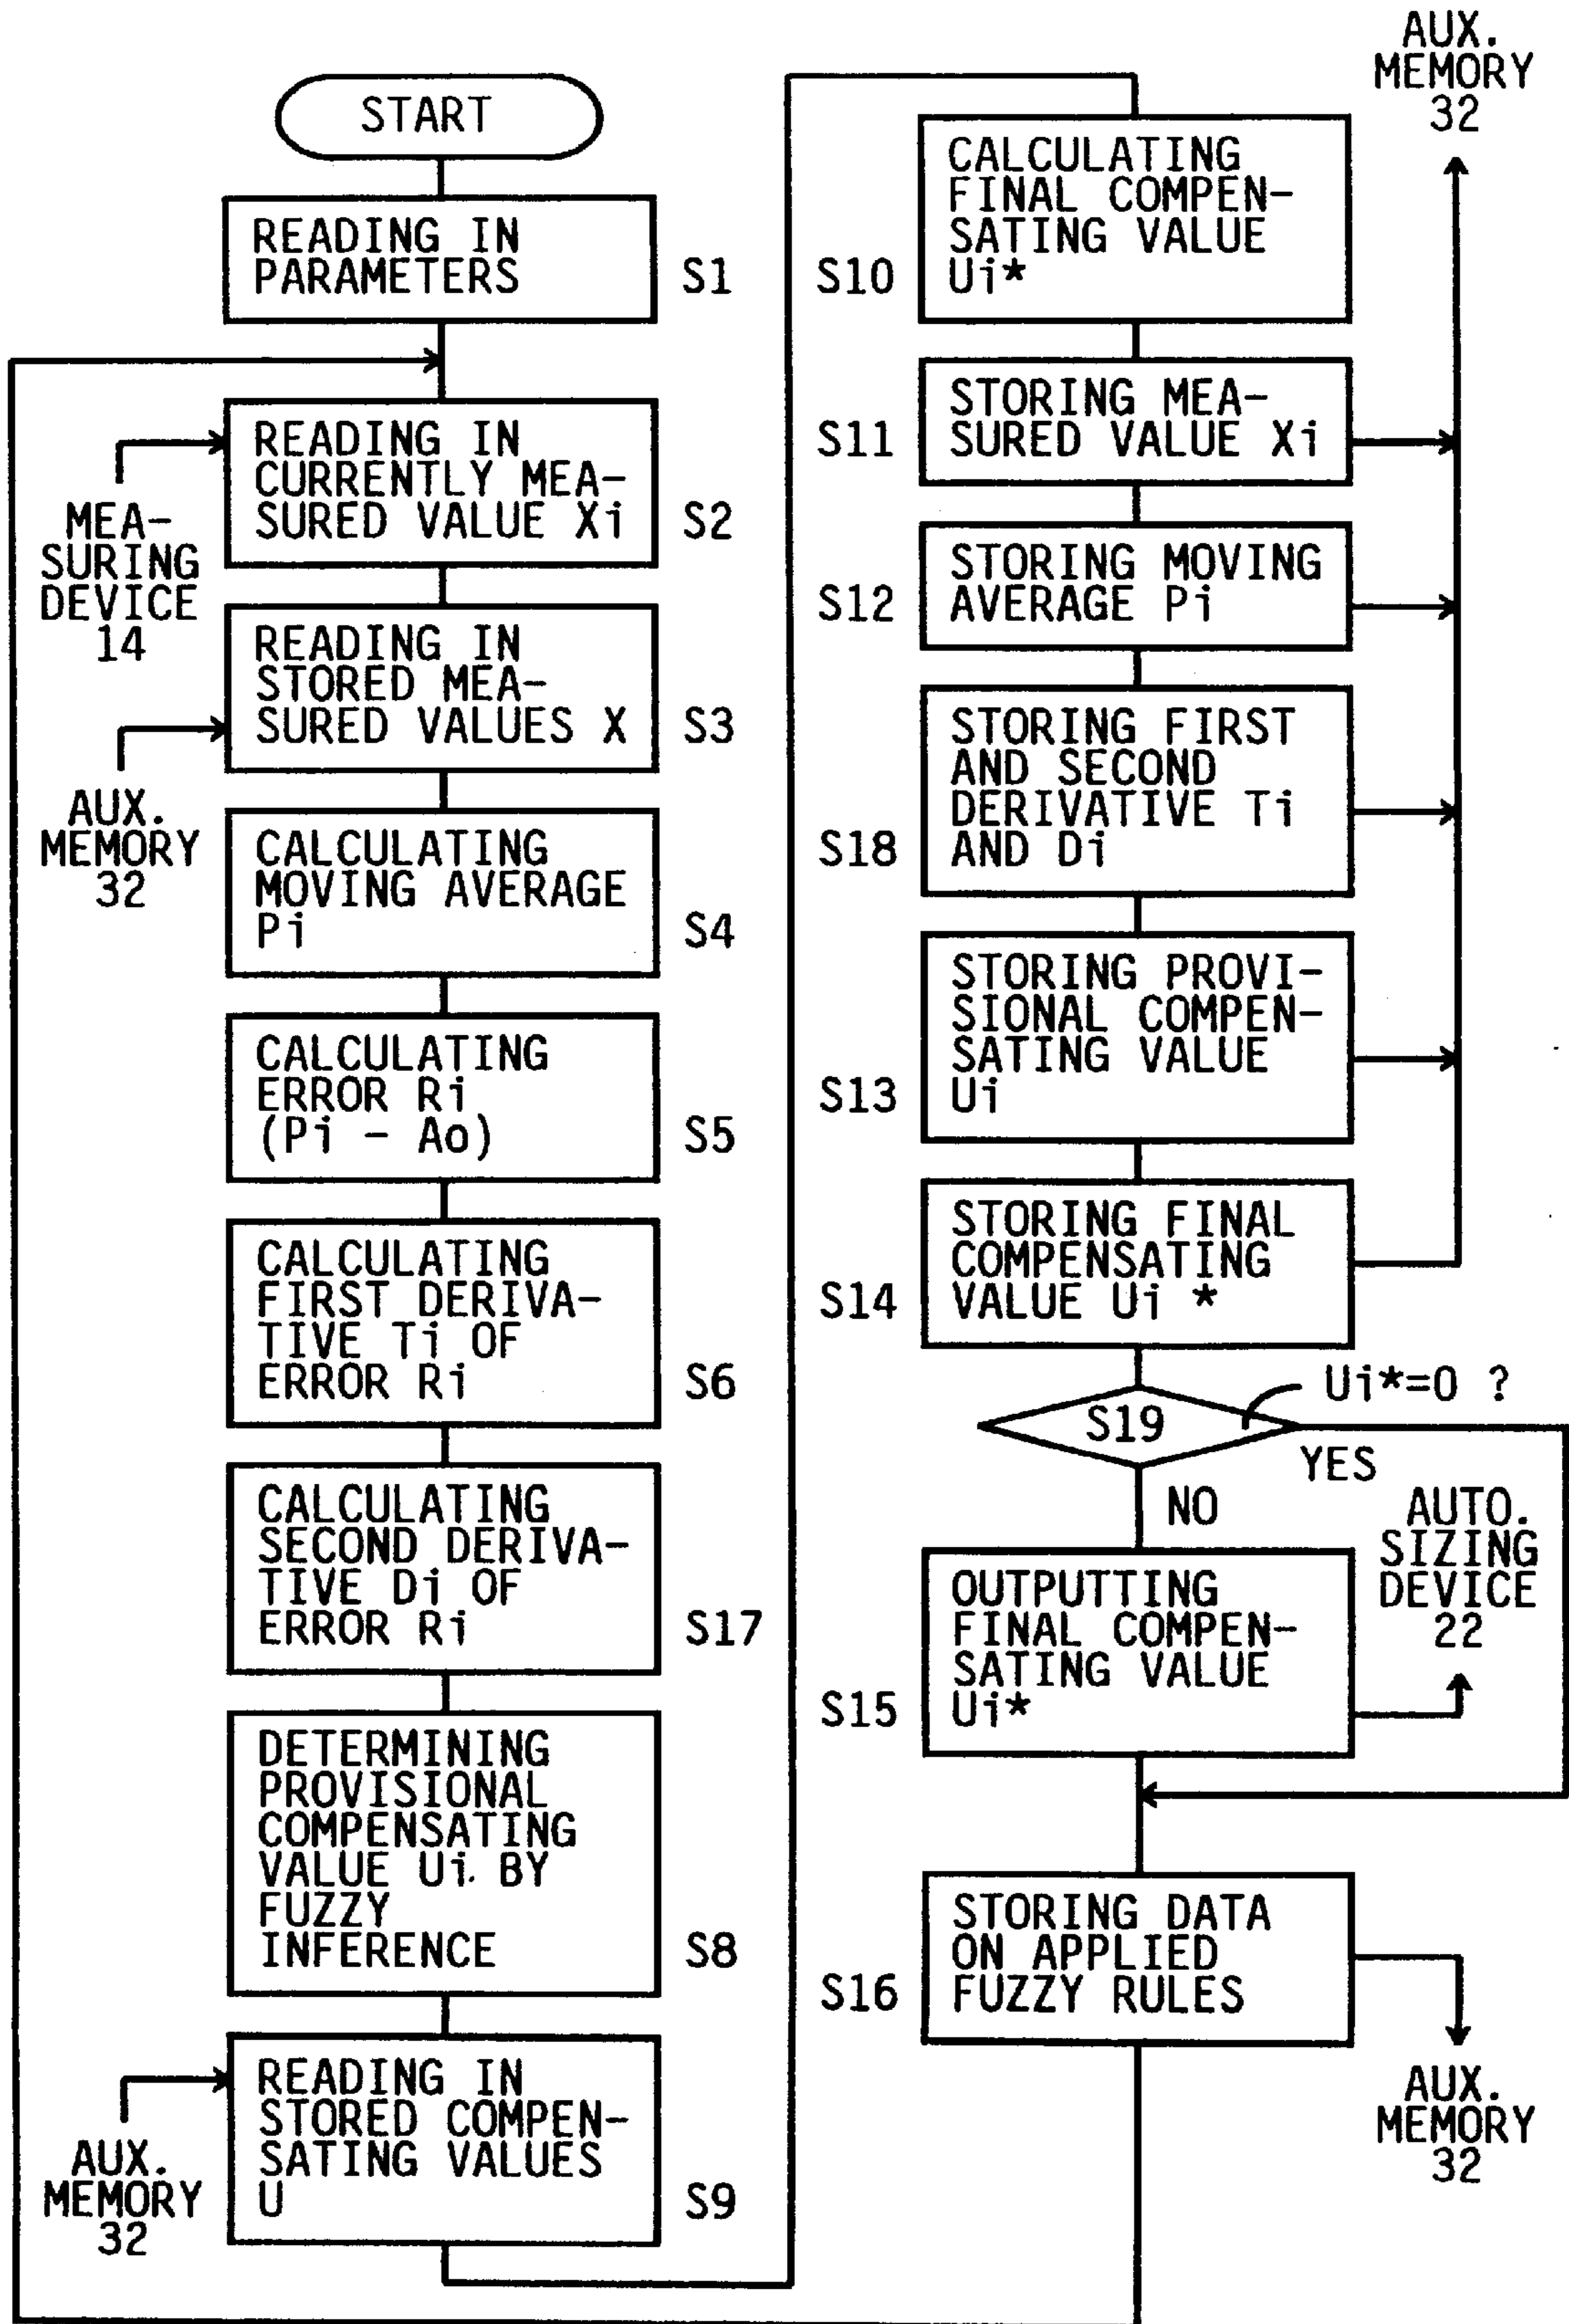 START
READING IN
PARAMETERS
S1
READING IN
CURRENTLY MEA-
SURED VALUE Xi
S2
MEA-
SURING
DEVICE
14
READING IN
STORED MEA-
SURED VALUES X
S3
AUX.
MEMORY
32
CALCULATING
MOVING AVERAGE
Pi
S4
CALCULATING
ERROR Ri
(Pi - Ao)
S5
CALCULATING
FIRST DERIVA-
TIVE Ti OF
ERROR Ri
S6
CALCULATING
SECOND DERIVA-
TIVE Di OF
ERROR Ri
S17
DETERMINING
PROVISIONAL
COMPENSATING
VALUE Ui BY
FUZZY
INFERENCE
S8
READING IN
STORED COMPEN-
SATING VALUES
U
S9
AUX.
MEMORY
32
AUX.
MEMORY
32
CALCULATING
FINAL COMPEN-
SATING VALUE
Ui*
S10
STORING MEA-
SURED VALUE Xi
S11
STORING MOVING
AVERAGE Pi
S12
STORING FIRST
AND SECOND
DERIVATIVE Ti
AND Di
S18
STORING PROVI-
SIONAL COMPEN-
SATING VALUE
Ui
S13
STORING FINAL
COMPENSATING
VALUE Ui *
S14
Ui*=0 ?
S19
YES
NO
AUTO.
SIZING
DEVICE
22
OUTPUTTING
FINAL COMPEN-
SATING VALUE
Ui*
S15
STORING DATA
ON APPLIED
FUZZY RULES
S16
AUX.
MEMORY
32